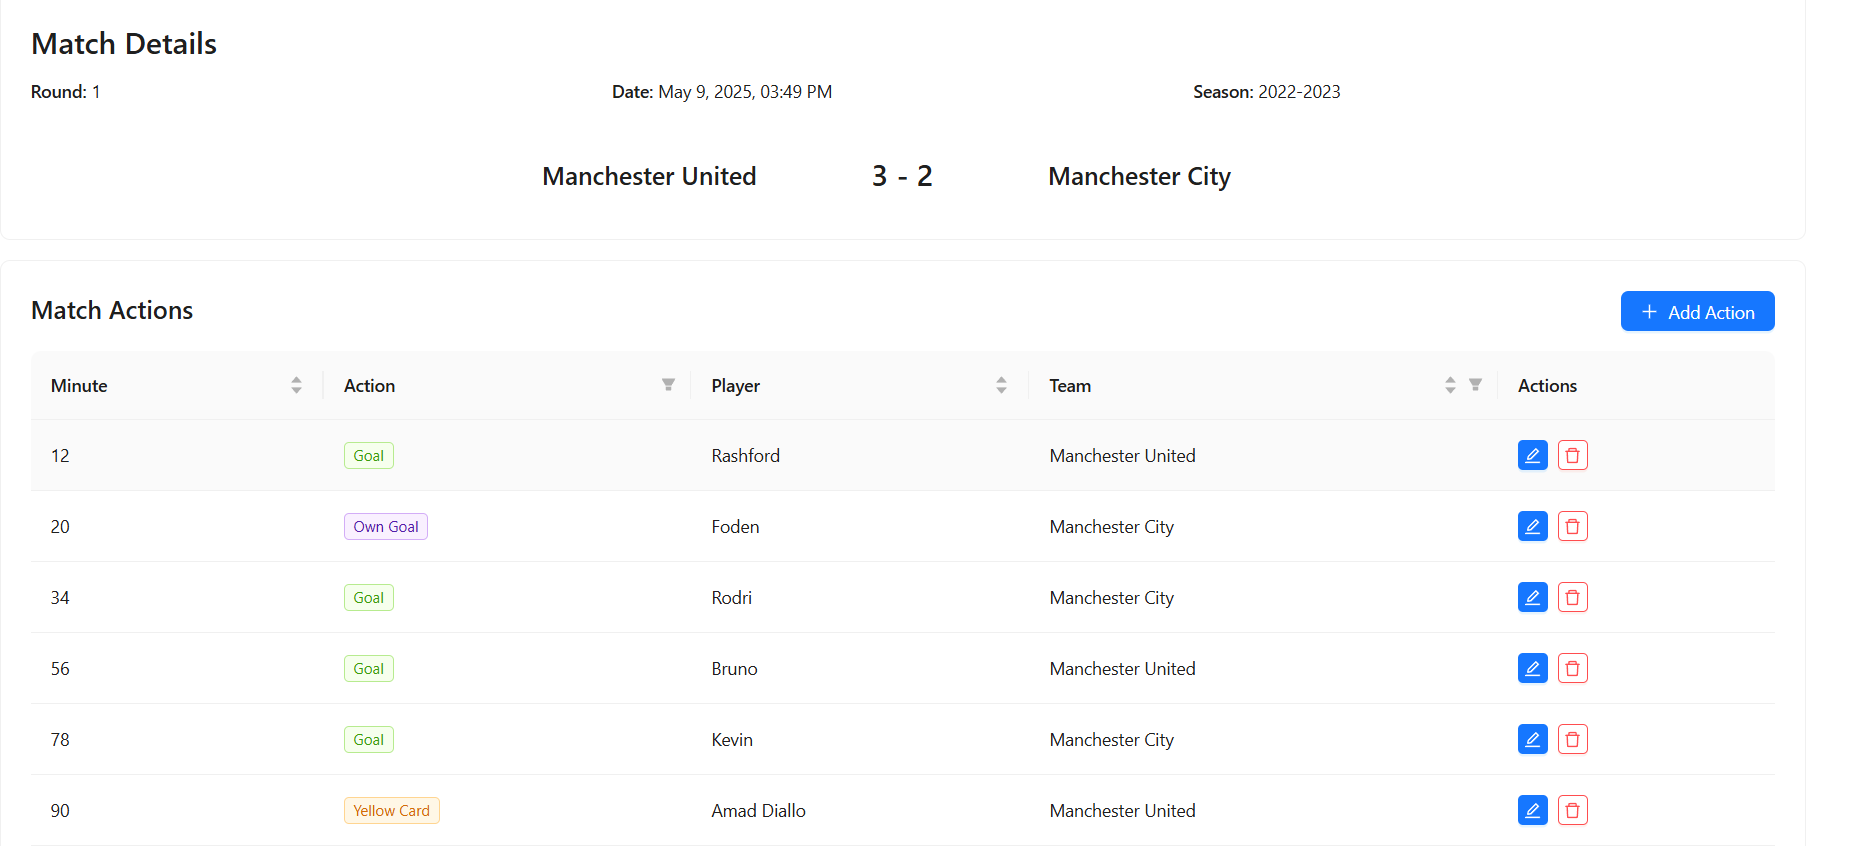 Match Details
Round: 1 Date: May 9, 2025, 03:49 PM Season: 2022-2023
Manchester United 3 - 2 Manchester City
Match Actions Add Action
Minute Action Player Team Actions
12 Goal Rashford Manchester United
20 Own Goal Foden Manchester City
34 Goal Rodri Manchester City
56 Goal Bruno Manchester United
78 Goal Kevin Manchester City
90 Yellow Card Amad Diallo Manchester United